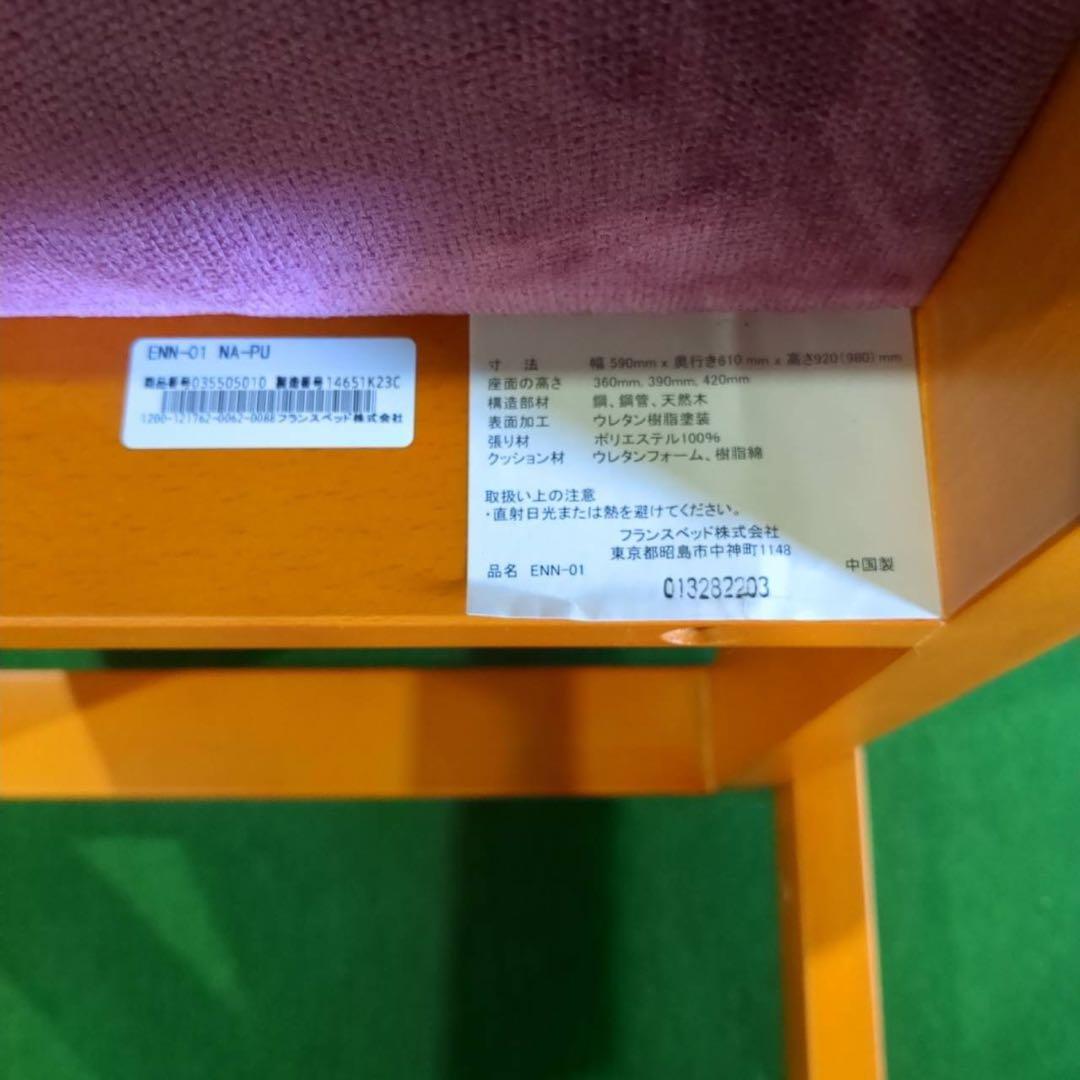 ENN-01 NA-PU
商品番号035505010 製造番号14651K23C
1200-121762-0062-0088フランスベッド株式会社
寸　法 幅 590mm x 奥行き610 mm x 高さ920(980) mm
座面の高さ 360mm, 390mm, 420mm
構造部材 鋼、鋼管、天然木
表面加工 ウレタン樹脂塗装
張り材 ポリエステル100%
クッション材 ウレタンフォーム、樹脂綿
取扱い上の注意
・直射日光または熱を避けてください。
フランスベッド株式会社
東京都昭島市中神町1148
品名 ENN-01 中国製
013282203